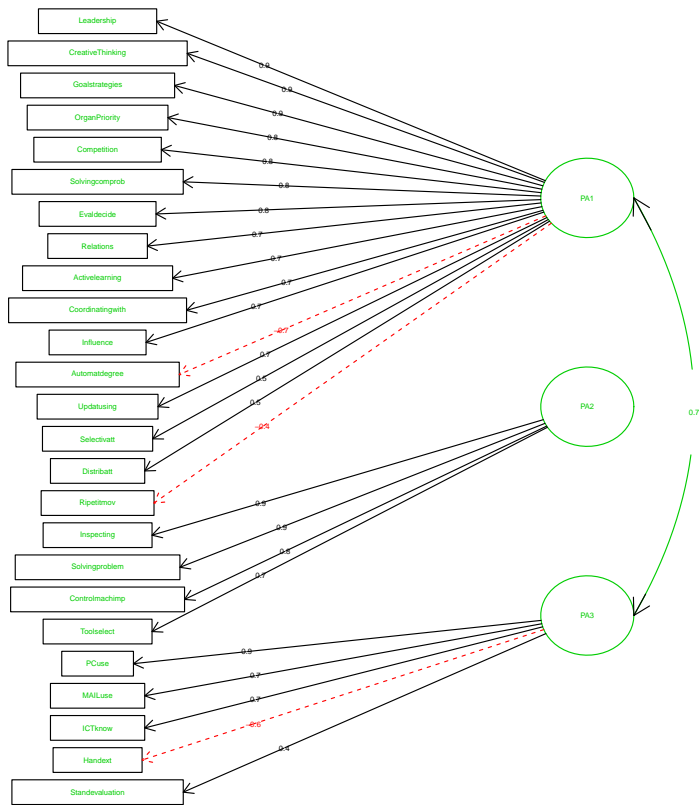 Leadership
CreativeThinking
Goalstrategies
OrganPriority
Competition
Solvingcomprob
Evaldecide
Relations
Activelearning
Coordinatingwith
Influence
Automatdegree
Updatusing
Selectivatt
Distribatt
Ripetitmov
Inspecting
Solvingproblem
Controlmachimp
Toolselect
PCuse
MAILuse
ICTknow
Handext
Standevaluation
0.9
0.9
0.9
0.8
0.8
0.8
0.8
0.7
0.7
0.7
0.7
-0.7
0.7
0.5
0.5
-0.4
0.9
0.9
0.8
0.7
0.9
0.7
0.7
-0.6
0.4
PA1
PA2
PA3
0.7